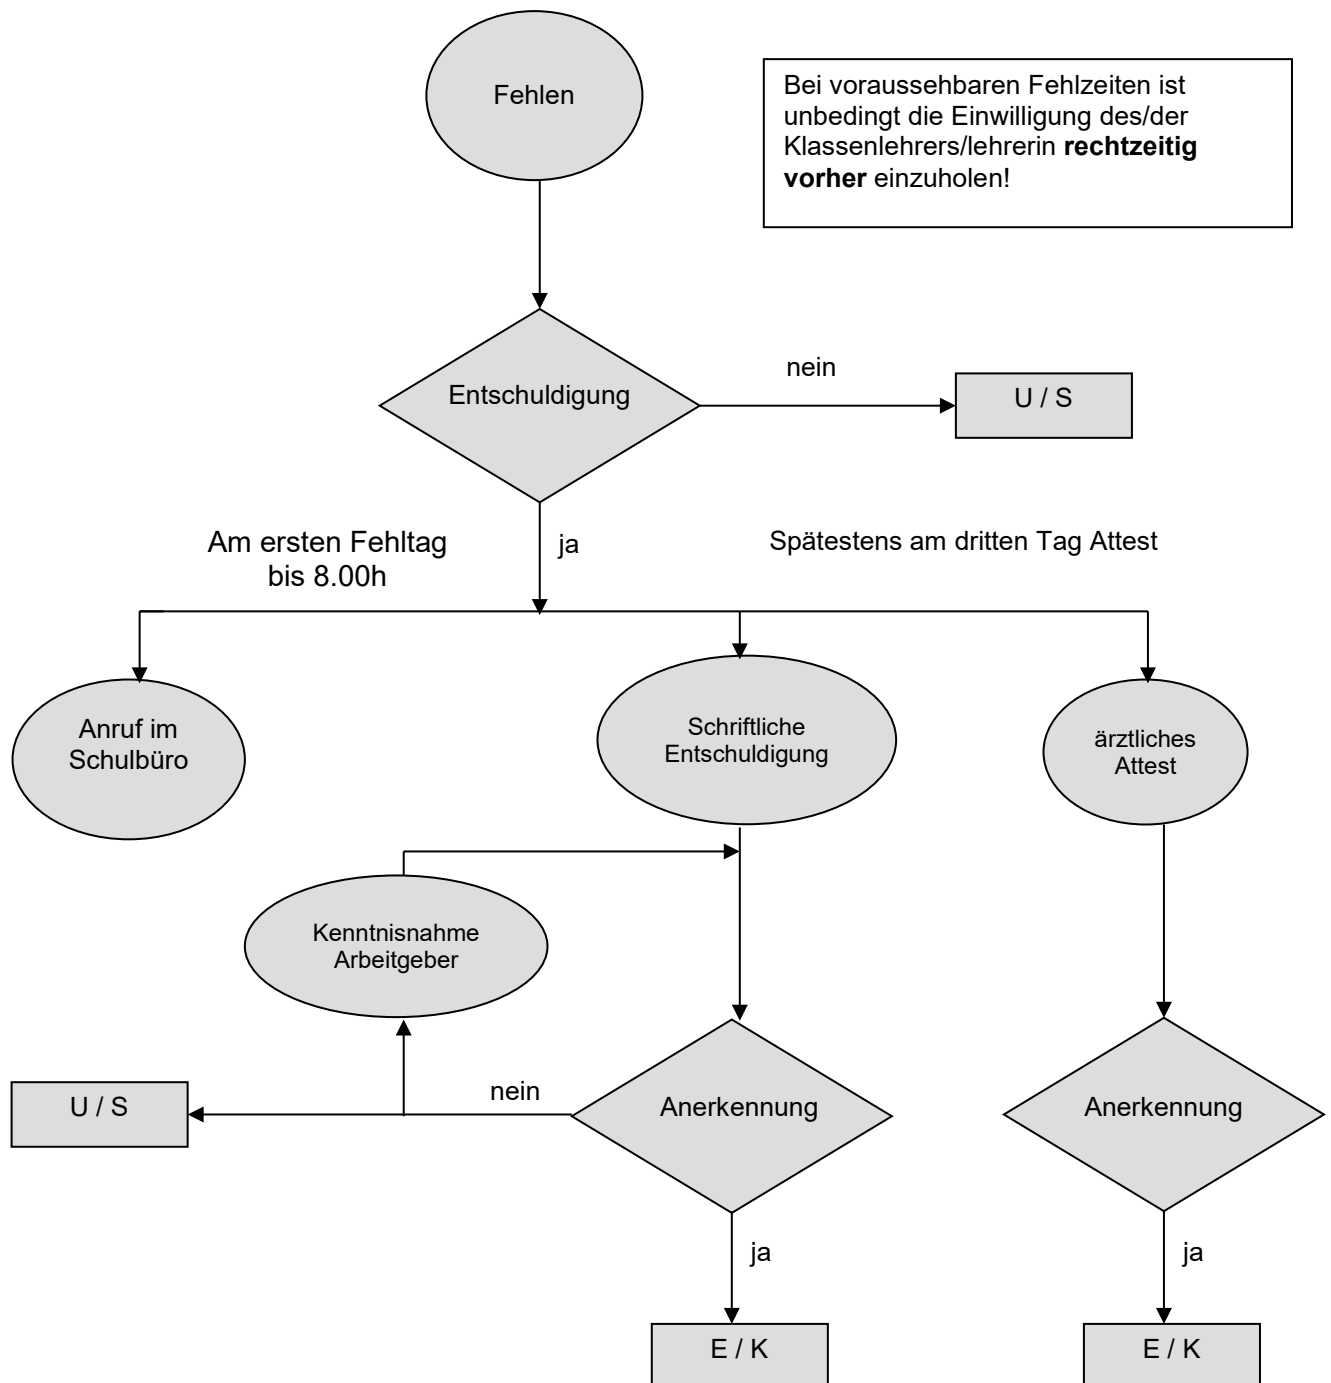 Fehlen
Bei voraussehbaren Fehlzeiten ist
unbedingt die Einwilligung des/der
Klassenlehrers/lehrerin rechtzeitig
vorher einzuholen!
Entschuldigung
nein
U / S
Am ersten Fehltag
bis 8.00h
ja
Spätestens am dritten Tag Attest
Anruf im
Schulbüro
Schriftliche
Entschuldigung
ärztliches
Attest
Kenntnisnahme
Arbeitgeber
U / S
nein
Anerkennung
Anerkennung
ja
ja
E / K
E / K